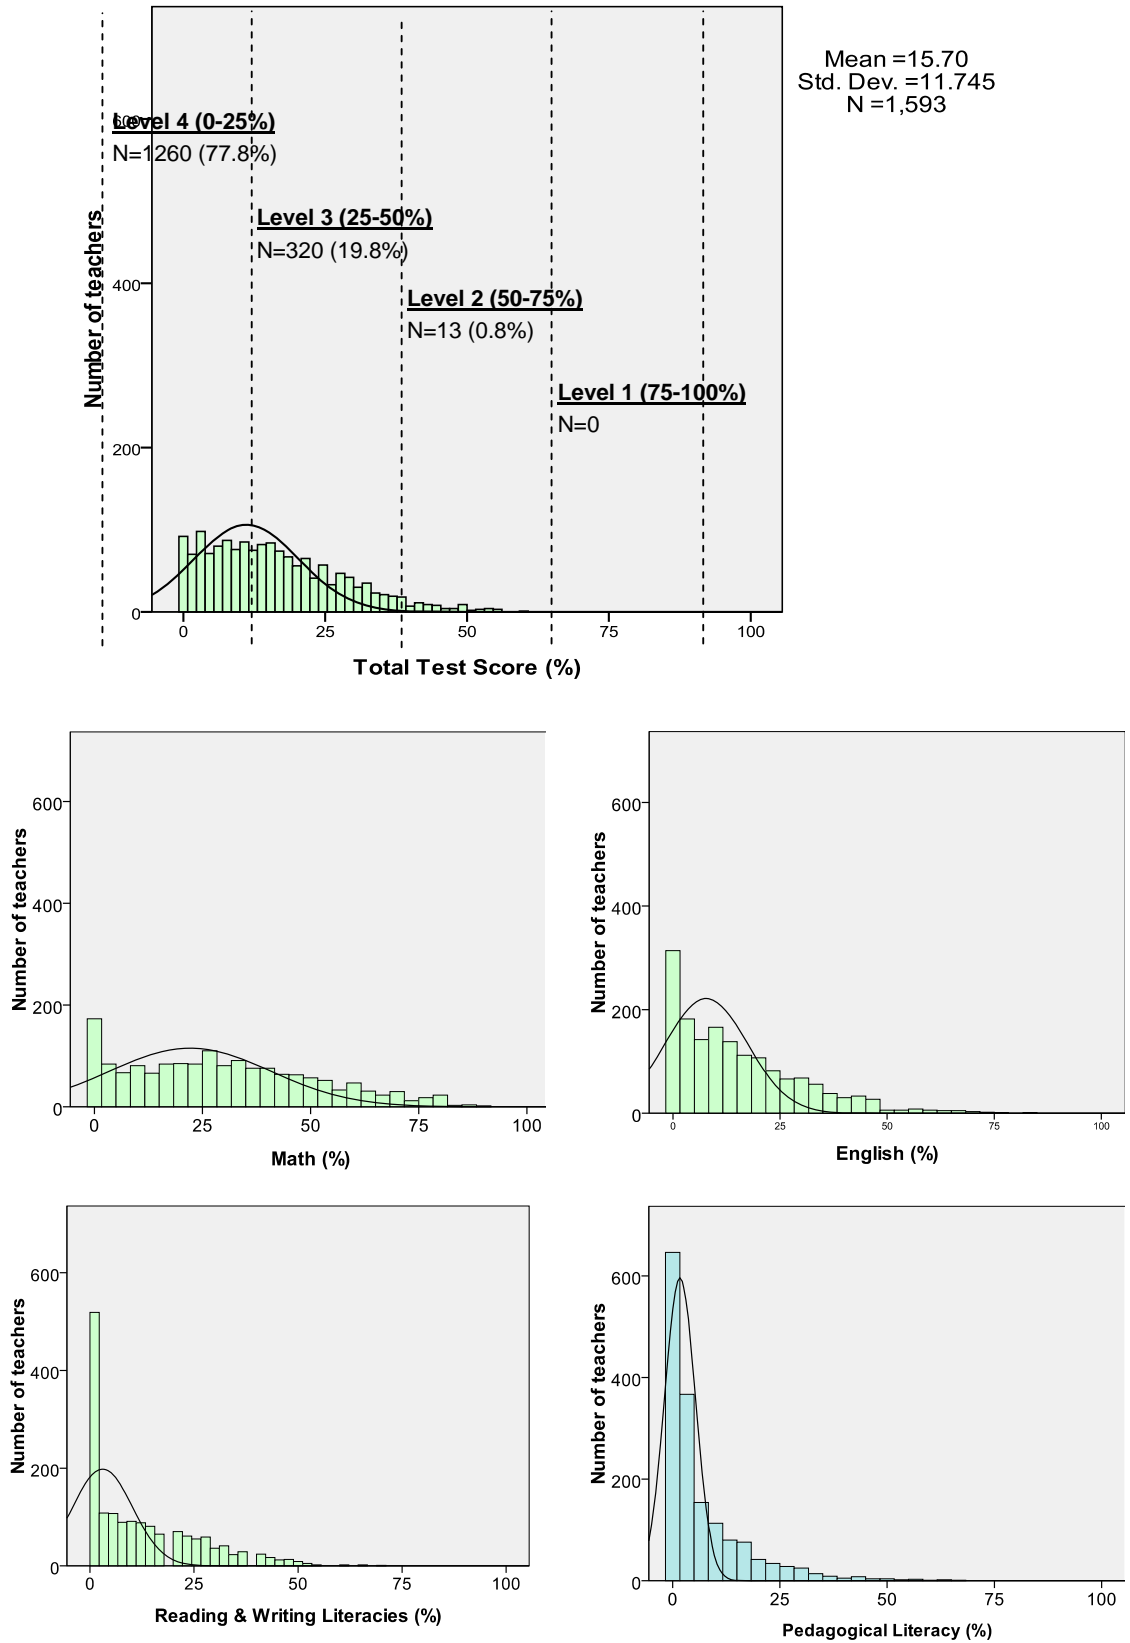 Mean =15.70
Std. Dev. =11.745
N =1,593
600
Level 4 (0-25%)
N=1260 (77.8%)
Level 3 (25-50%)
N=320 (19.8%)
400
Level 2 (50-75%)
N=13 (0.8%)
Level 1 (75-100%)
N=0
200
0
Number of teachers
0 25 50 75 100
Total Test Score (%)
600
400
200
0
Number of teachers
0 25 50 75 100
Math (%)
600
400
200
0
Number of teachers
0 25 50 75 100
English (%)
600
400
200
0
Number of teachers
0 25 50 75 100
Reading & Writing Literacies (%)
600
400
200
0
Number of teachers
0 25 50 75 100
Pedagogical Literacy (%)